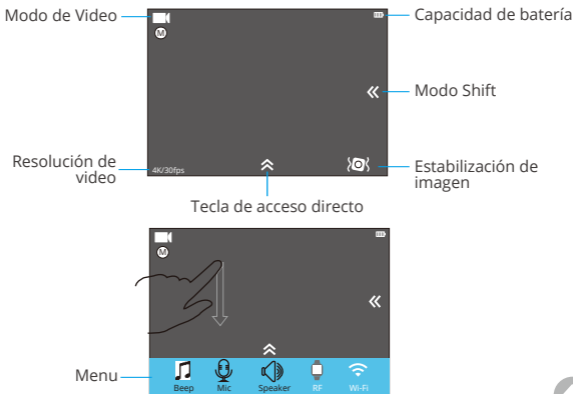 Modo de Video
Capacidad de batería
M
Modo Shift
Resolución de
video
4K/30fps
Estabilización de
imagen
Tecla de acceso directo
M
Menu
Beep
Mic
Speaker
RF
Wi-Fi